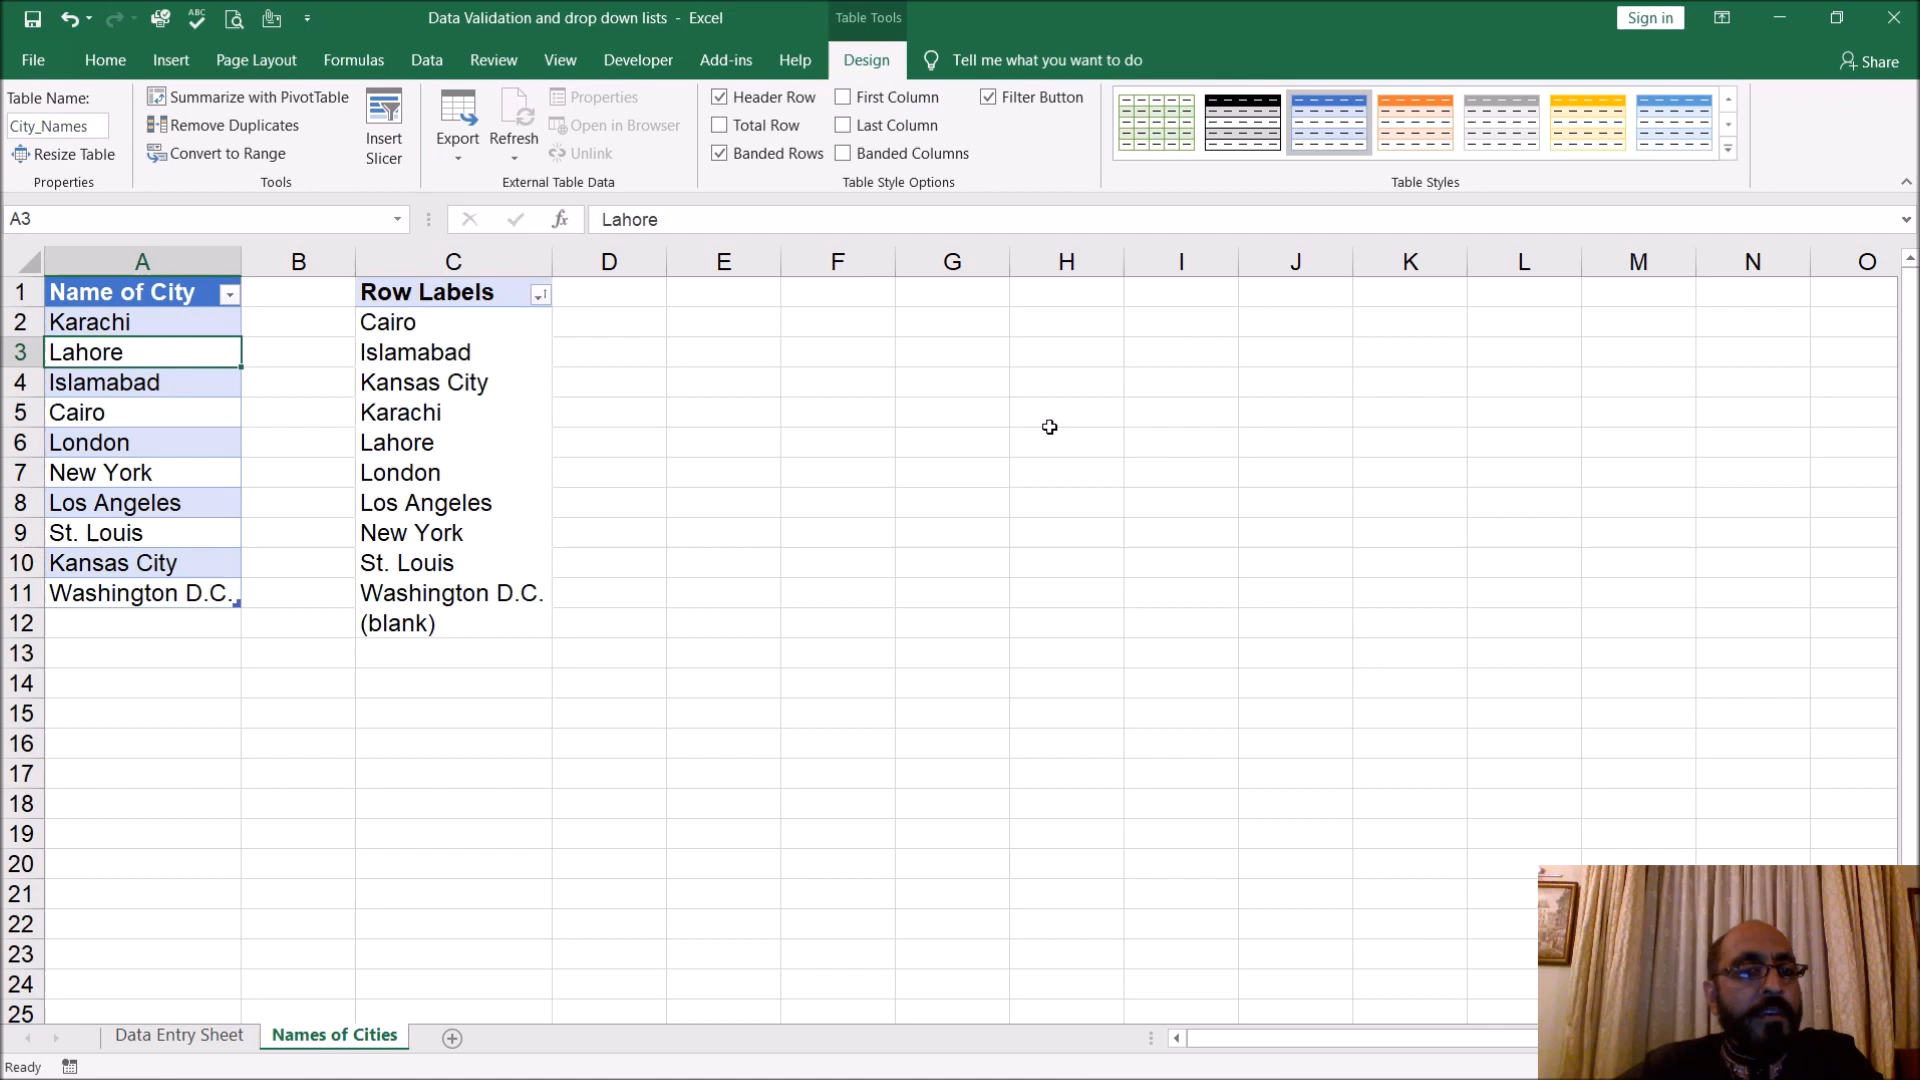 Data Validation and drop down lists - Excel
Table Tools
Sign in
File Home Insert Page Layout Formulas Data Review View Developer Add-ins Help Design Tell me what you want to do Share
Table Name:
City_Names
Resize Table
Properties
Summarize with PivotTable
Remove Duplicates
Convert to Range
Tools
Insert Slicer
Export
Refresh
Properties
Open in Browser
Unlink
External Table Data
Header Row
Total Row
Banded Rows
First Column
Last Column
Banded Columns
Filter Button
Table Style Options
Table Styles
A3 fx Lahore
A B C D E F G H I J K L M N O
1 Name of City Row Labels
2 Karachi Cairo
3 Lahore Islamabad
4 Islamabad Kansas City
5 Cairo Karachi
6 London Lahore
7 New York London
8 Los Angeles Los Angeles
9 St. Louis New York
10 Kansas City St. Louis
11 Washington D.C. Washington D.C.
12 (blank)
13
14
15
16
17
18
19
20
21
22
23
24
25
Data Entry Sheet Names of Cities
Ready